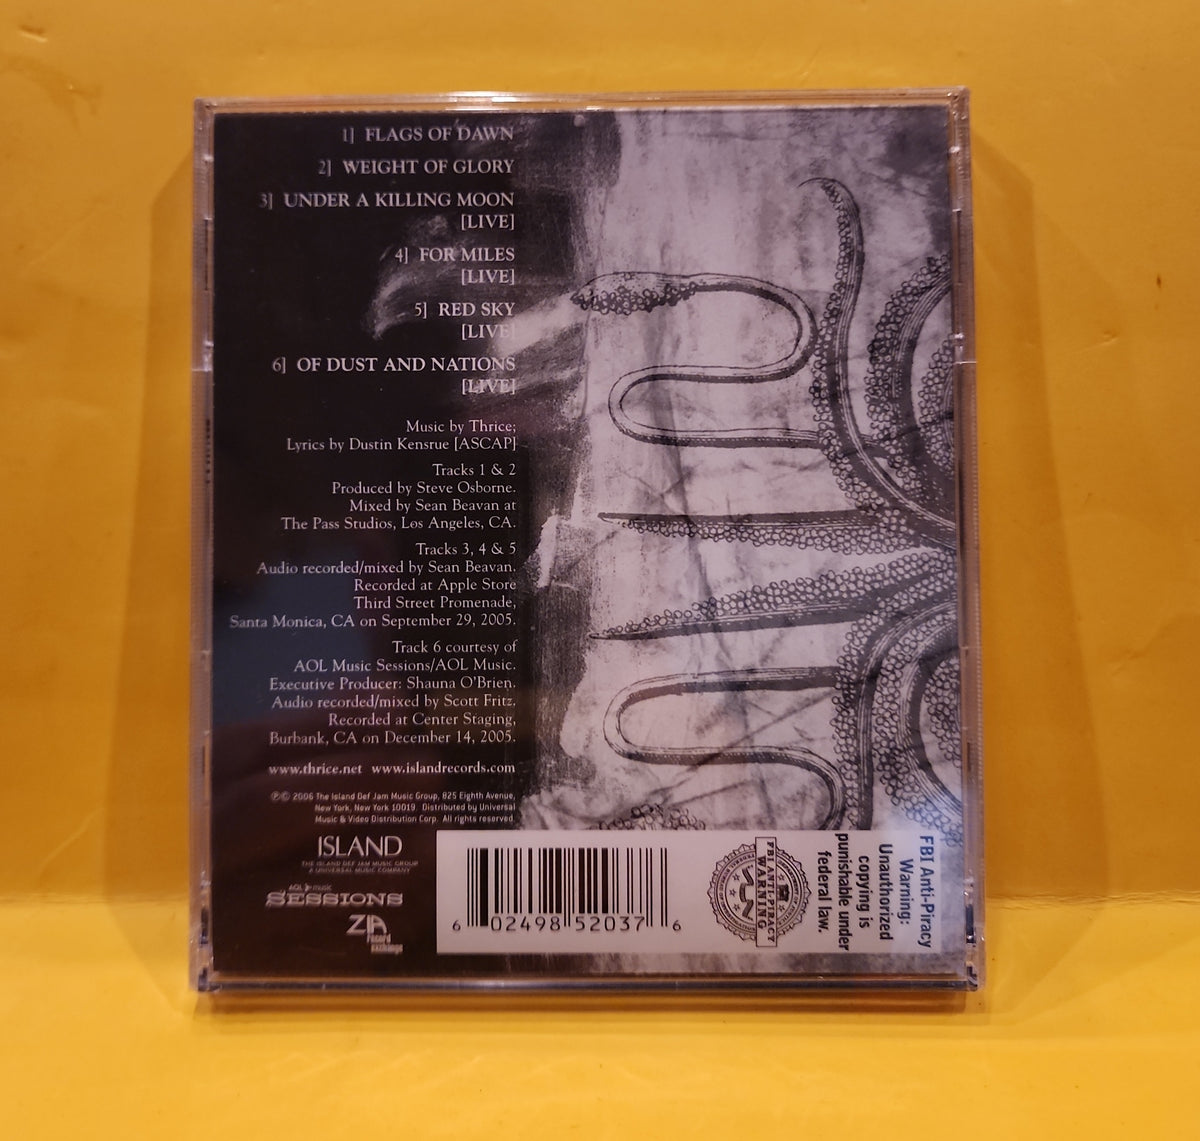 1] FLAGS OF DAWN
2] WEIGHT OF GLORY
3] UNDER A KILLING MOON
[LIVE]
4] FOR MILES
[LIVE]
5] RED SKY
[LIVE]
6] OF DUST AND NATIONS
[LIVE]
Music by Thrice;
Lyrics by Dustin Kensrue [ASCAP]
Tracks 1 & 2
Produced by Steve Osborne.
Mixed by Sean Beavan at
The Pass Studios, Los Angeles, CA.
Tracks 3, 4 & 5
Audio recorded/mixed by Sean Beavan.
Recorded at Apple Store
Third Street Promenade,
Santa Monica, CA on September 29, 2005.
Track 6 courtesy of
AOL Music Sessions/AOL Music.
Executive Producer: Shauna O'Brien.
Audio recorded/mixed by Scott Fritz.
Recorded at Center Staging,
Burbank, CA on December 14, 2005.
www.thrice.net www.islandrecords.com
℗© 2006 The Island Def Jam Music Group, 825 Eighth Avenue,
New York, New York 10019. Distributed by Universal
Music & Video Distribution Corp. All rights reserved.
ISLAND
THE ISLAND DEF JAM MUSIC GROUP
A UNIVERSAL MUSIC COMPANY
AOL music
SESSIONS
ZIA
record
exchange
6 02498 52037 6
FBI ANTI-PIRACY
WARNING
FBI Anti-Piracy
Warning:
Unauthorized
copying is
punishable under
federal law.